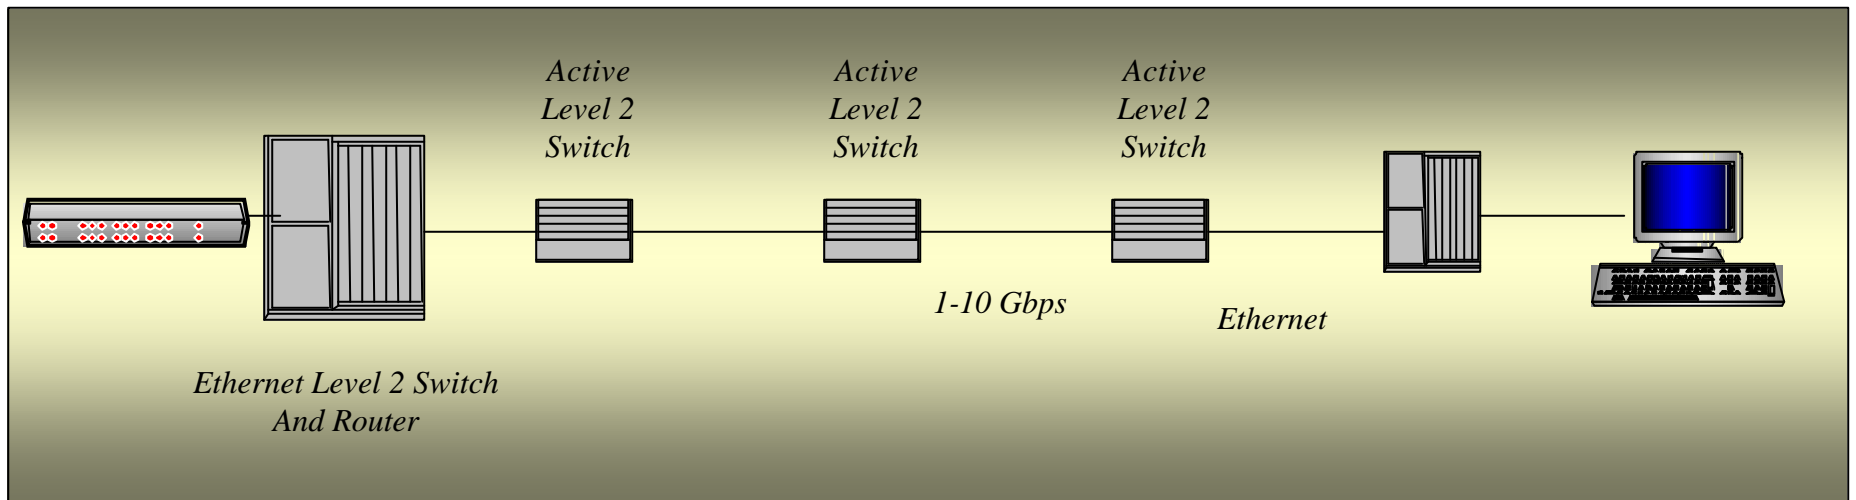 Active
Level 2
Switch
Active
Level 2
Switch
Active
Level 2
Switch
1-10 Gbps
Ethernet
Ethernet Level 2 Switch
And Router